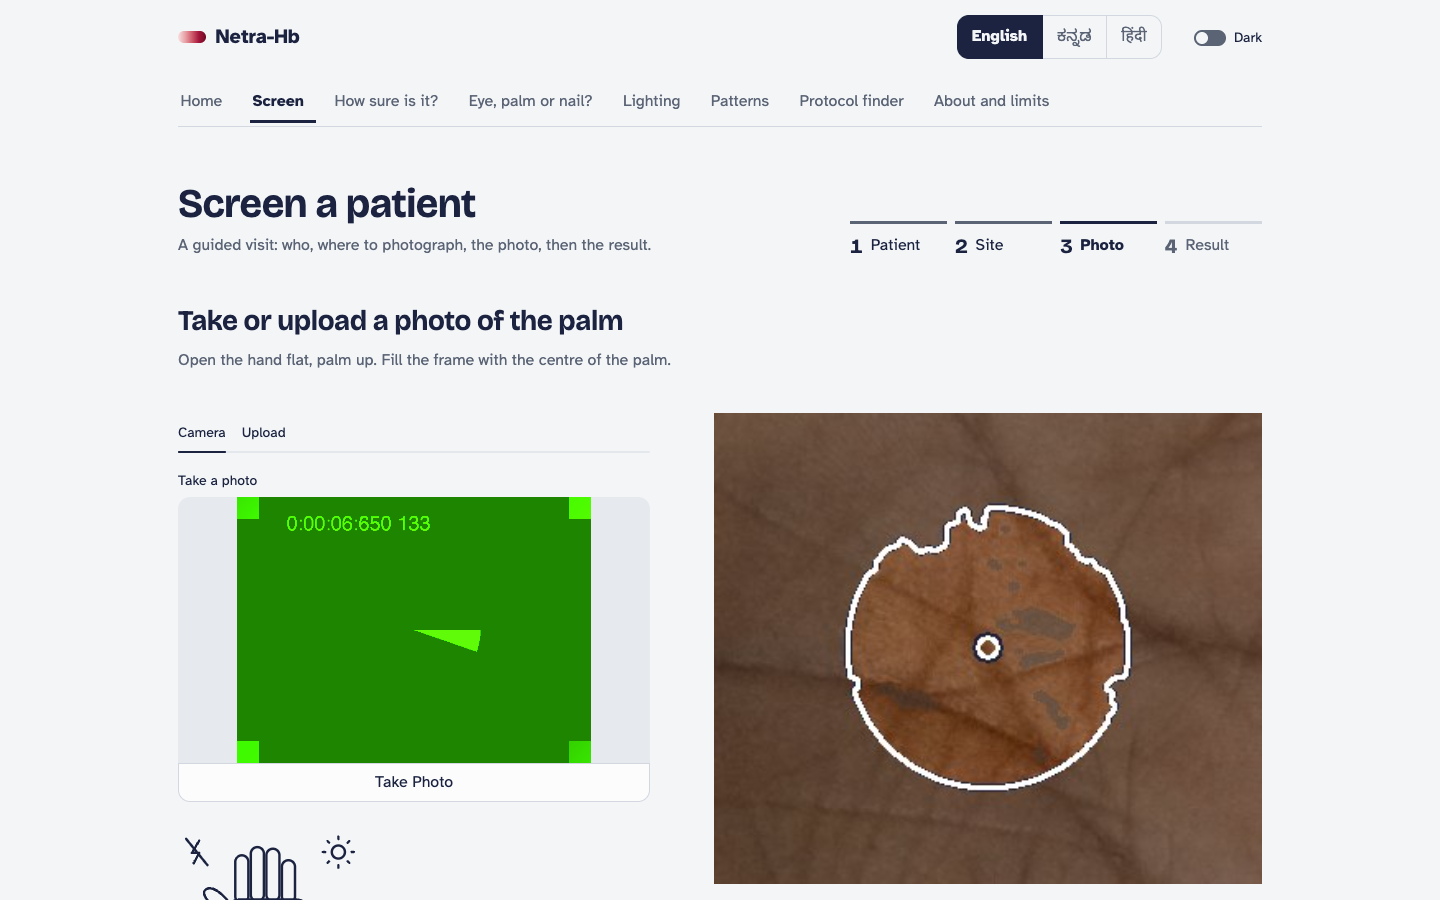 Netra-Hb
English ಕನ್ನಡ हिंदी Dark
Home Screen How sure is it? Eye, palm or nail? Lighting Patterns Protocol finder About and limits
Screen a patient
A guided visit: who, where to photograph, the photo, then the result.
1 Patient 2 Site 3 Photo 4 Result
Take or upload a photo of the palm
Open the hand flat, palm up. Fill the frame with the centre of the palm.
Camera Upload
Take a photo
0:00:06:650 133
Take Photo